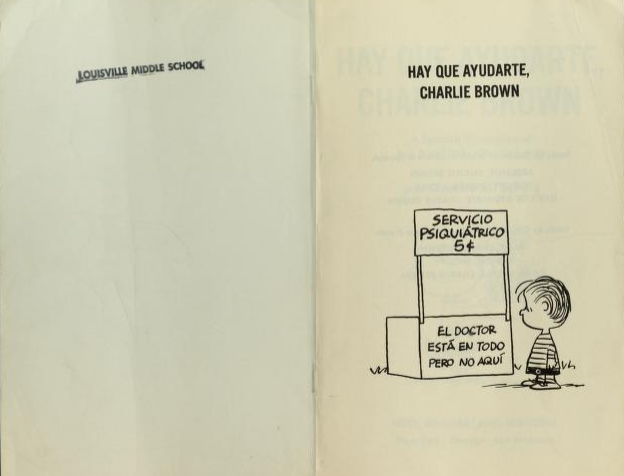 LOUISVILLE MIDDLE SCHOOL
HAY QUE AYUDARTE,
CHARLIE BROWN
SERVICIO
PSIQUIÁTRICO
5¢
EL DOCTOR
ESTÁ EN TODO
PERO NO AQUÍ